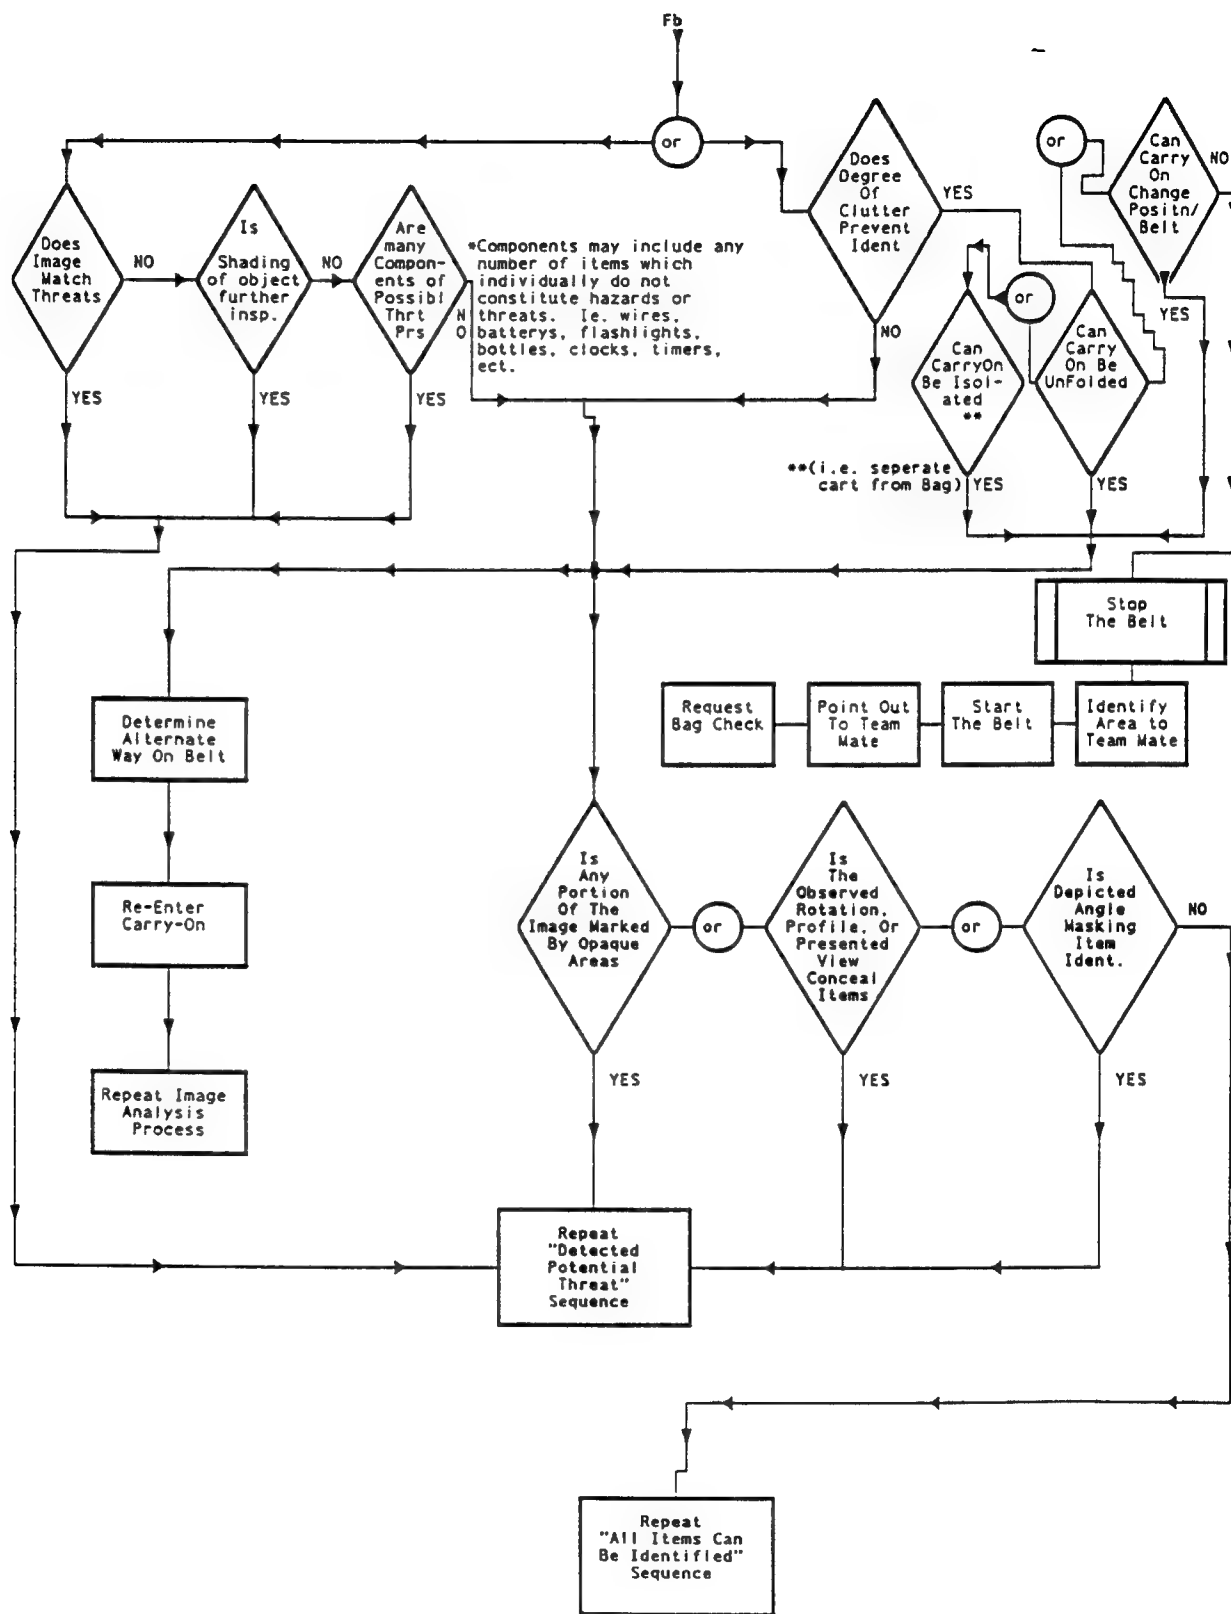 Fb
or
Does
Image
Match
Threats
NO
YES
Is
Shading
of object
further
insp.
NO
YES
Are
many
Compon-
ents of
Possibl
Thrt
Prs
N
O
YES
*Components may include any
number of items which
individually do not
constitute hazards or
threats. Ie. wires,
batterys, flashlights,
bottles, clocks, timers,
ect.
Does
Degree
Of
Clutter
Prevent
Ident
YES
NO
or
Can
CarryOn
Be Isol-
ated
**
YES
**(i.e. seperate
cart from Bag)
Can
Carry
On Be
UnFolded
YES
or
Can
Carry
On
Change
Positn/
Belt
NO
YES
Stop
The Belt
Request
Bag Check
Point Out
To Team
Mate
Start
The Belt
Identify
Area to
Team Mate
Determine
Alternate
Way On Belt
Re-Enter
Carry-On
Repeat Image
Analysis
Process
Is
Any
Portion
Of The
Image Marked
By Opaque
Areas
YES
or
Is
The
Observed
Rotation,
Profile, Or
Presented
View
Conceal
Items
YES
or
Is
Depicted
Angle
Masking
Item
Ident.
NO
YES
Repeat
"Detected
Potential
Threat"
Sequence
Repeat
"All Items Can
Be Identified"
Sequence